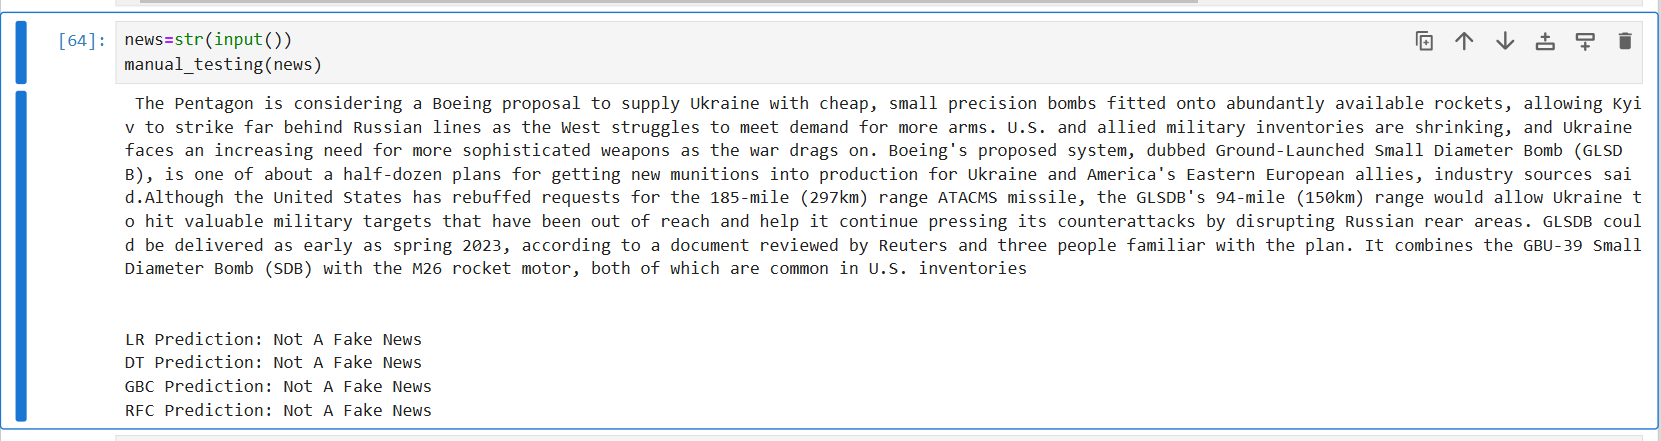 [64]: news=str(input())
manual_testing(news)
The Pentagon is considering a Boeing proposal to supply Ukraine with cheap, small precision bombs fitted onto abundantly available rockets, allowing Kyi
v to strike far behind Russian lines as the West struggles to meet demand for more arms. U.S. and allied military inventories are shrinking, and Ukraine
faces an increasing need for more sophisticated weapons as the war drags on. Boeing's proposed system, dubbed Ground-Launched Small Diameter Bomb (GLSD
B), is one of about a half-dozen plans for getting new munitions into production for Ukraine and America's Eastern European allies, industry sources sai
d.Although the United States has rebuffed requests for the 185-mile (297km) range ATACMS missile, the GLSDB's 94-mile (150km) range would allow Ukraine t
o hit valuable military targets that have been out of reach and help it continue pressing its counterattacks by disrupting Russian rear areas. GLSDB coul
d be delivered as early as spring 2023, according to a document reviewed by Reuters and three people familiar with the plan. It combines the GBU-39 Small
Diameter Bomb (SDB) with the M26 rocket motor, both of which are common in U.S. inventories
LR Prediction: Not A Fake News
DT Prediction: Not A Fake News
GBC Prediction: Not A Fake News
RFC Prediction: Not A Fake News